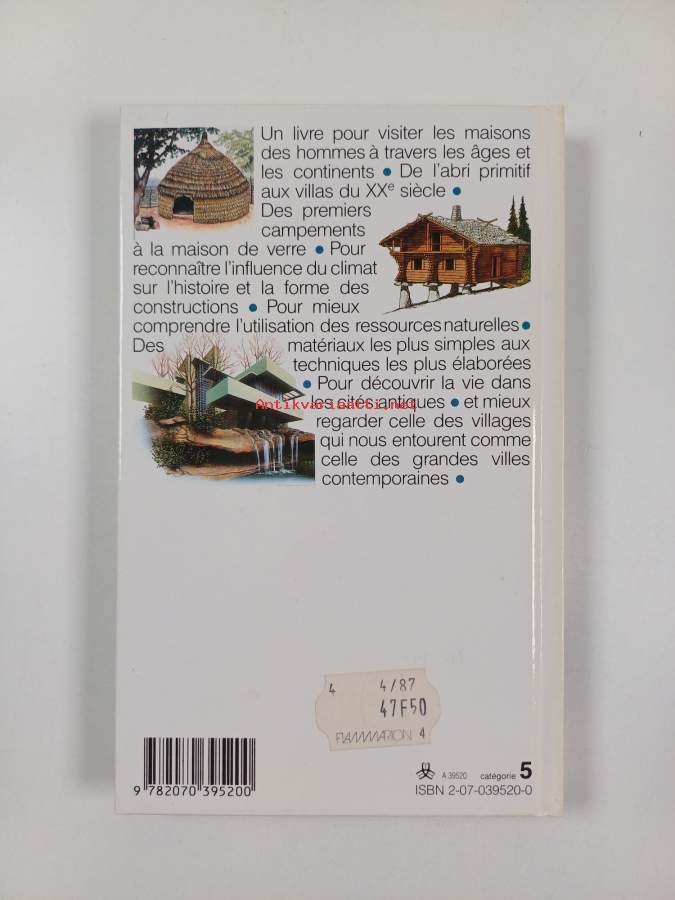 Un livre pour visiter les maisons
des hommes à travers les âges et
les continents • De l'abri primitif
aux villas du XXe siècle •
Des premiers
campements
à la maison de verre • Pour
reconnaître l'influence du climat
sur l'histoire et la forme des
constructions • Pour mieux
comprendre l'utilisation des ressources naturelles •
Des matériaux les plus simples aux
techniques les plus élaborées
• Pour découvrir la vie dans
les cités antiques • et mieux
regarder celle des villages
qui nous entourent comme
celle des grandes villes
contemporaines •
Antikvariaatti.net
4 4/87
47F50
FLAMMARION 4
A 39520 catégorie 5
ISBN 2-07-039520-0
9 782070 395200